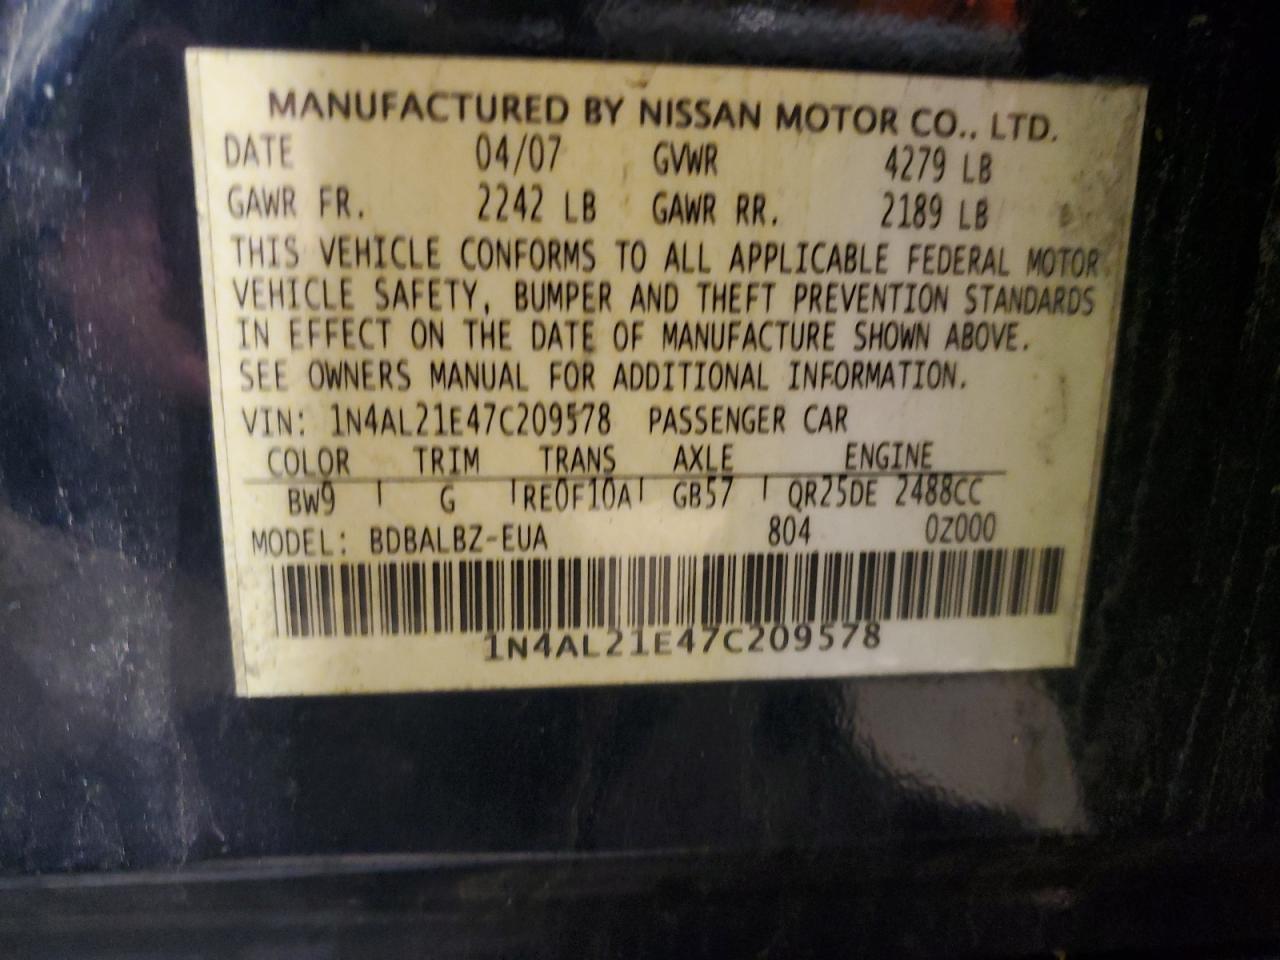 MANUFACTURED BY NISSAN MOTOR CO., LTD.
DATE 04/07 GVWR 4279 LB
GAWR FR. 2242 LB GAWR RR. 2189 LB
THIS VEHICLE CONFORMS TO ALL APPLICABLE FEDERAL MOTOR
VEHICLE SAFETY, BUMPER AND THEFT PREVENTION STANDARDS
IN EFFECT ON THE DATE OF MANUFACTURE SHOWN ABOVE.
SEE OWNERS MANUAL FOR ADDITIONAL INFORMATION.
VIN: 1N4AL21E47C209578 PASSENGER CAR
COLOR TRIM TRANS AXLE ENGINE
BW9 | G | RE0F10A | GB57 | QR25DE 2488CC
MODEL: BDBALBZ-EUA 804 0Z000
1N4AL21E47C209578